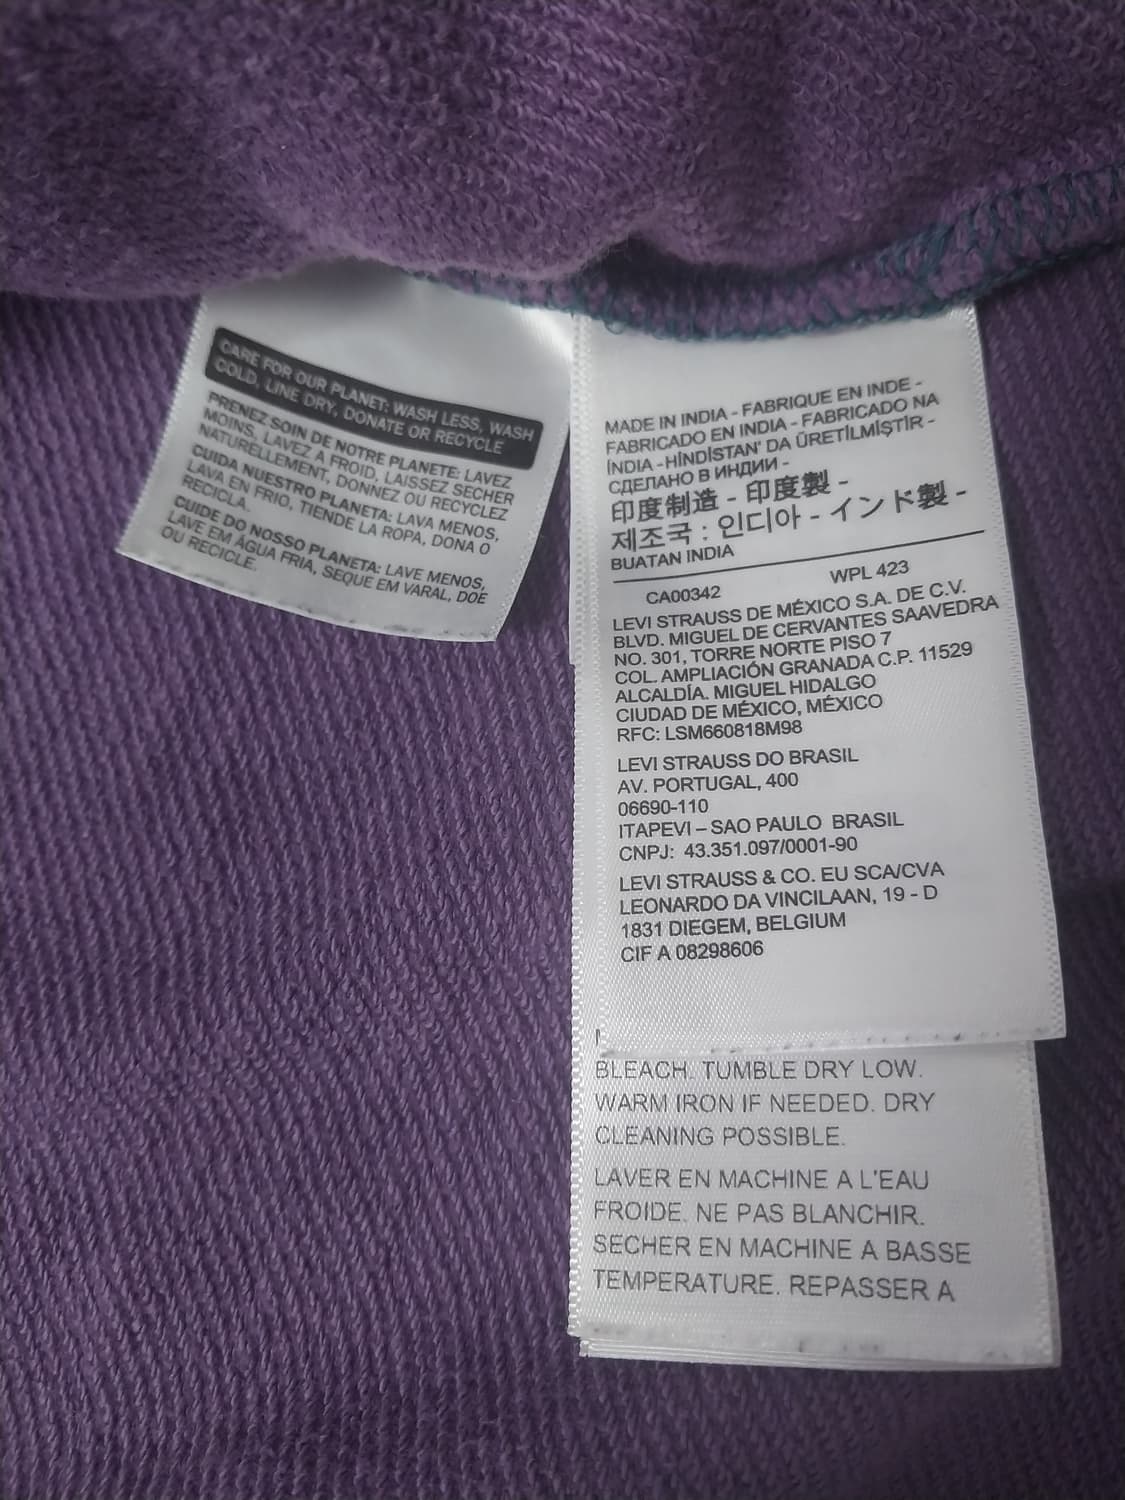 CARE FOR OUR PLANET: WASH LESS, WASH
COLD, LINE DRY, DONATE OR RECYCLE
PRENEZ SOIN DE NOTRE PLANETE: LAVEZ
MOINS, LAVEZ A FROID, LAISSEZ SECHER
NATURELLEMENT, DONNEZ OU RECYCLEZ
CUIDA NUESTRO PLANETA: LAVA MENOS,
LAVA EN FRIO, TIENDE LA ROPA, DONA O
RECICLA.
CUIDE DO NOSSO PLANETA: LAVE MENOS,
LAVE EM ÁGUA FRIA, SEQUE EM VARAL, DOE
OU RECICLE.
MADE IN INDIA - FABRIQUE EN INDE -
FABRICADO EN INDIA - FABRICADO NA
İNDIA -HİNDİSTAN' DA ÜRETİLMİŞTİR -
СДЕЛАНО В ИНДИИ -
印度制造 - 印度製 -
제조국 : 인디아 - インド製 -
BUATAN INDIA
CA00342 WPL 423
LEVI STRAUSS DE MÉXICO S.A. DE C.V.
BLVD. MIGUEL DE CERVANTES SAAVEDRA
NO. 301, TORRE NORTE PISO 7
COL. AMPLIACIÓN GRANADA C.P. 11529
ALCALDÍA. MIGUEL HIDALGO
CIUDAD DE MÉXICO, MÉXICO
RFC: LSM660818M98
LEVI STRAUSS DO BRASIL
AV. PORTUGAL, 400
06690-110
ITAPEVI – SAO PAULO BRASIL
CNPJ: 43.351.097/0001-90
LEVI STRAUSS & CO. EU SCA/CVA
LEONARDO DA VINCILAAN, 19 - D
1831 DIEGEM, BELGIUM
CIF A 08298606
BLEACH. TUMBLE DRY LOW.
WARM IRON IF NEEDED. DRY
CLEANING POSSIBLE.
LAVER EN MACHINE A L'EAU
FROIDE. NE PAS BLANCHIR.
SECHER EN MACHINE A BASSE
TEMPERATURE. REPASSER A